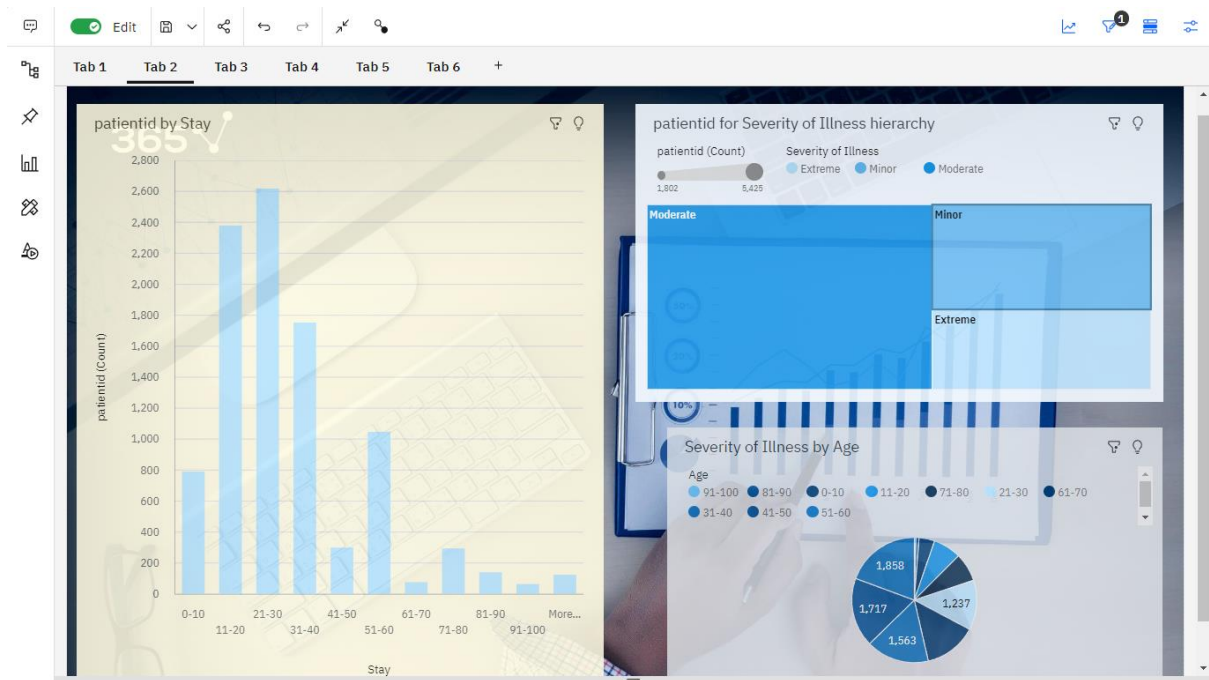 Edit
1
Tab 1 Tab 2 Tab 3 Tab 4 Tab 5 Tab 6 +
patientid by Stay
365
patientid (Count)
2,800
2,600
2,400
2,200
2,000
1,800
1,600
1,400
1,200
1,000
800
600
400
200
0
0-10 21-30 41-50 61-70 81-90 More...
11-20 31-40 51-60 71-80 91-100
Stay
patientid for Severity of Illness hierarchy
patientid (Count) Severity of Illness
Extreme Minor Moderate
1,802 5,425
Moderate Minor
Extreme
10%
Severity of Illness by Age
Age
91-100 81-90 0-10 11-20 71-80 21-30 61-70
31-40 41-50 51-60
1,858
1,237
1,717
1,563